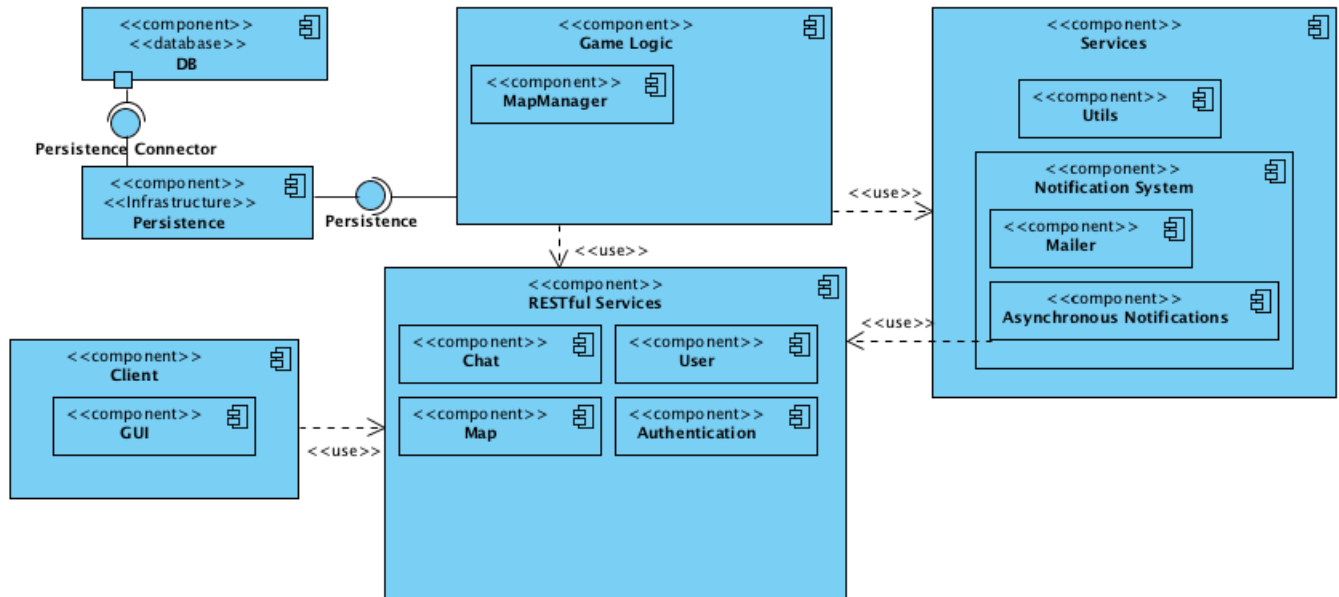 <<component>>
<<database>>
DB
Persistence Connector
<<component>>
<<Infrastructure>>
Persistence
Persistence
<<component>>
Game Logic
<<component>>
MapManager
<<use>>
<<use>>
<<component>>
Services
<<component>>
Utils
<<component>>
Notification System
<<component>>
Mailer
<<component>>
Asynchronous Notifications
<<use>>
<<component>>
RESTful Services
<<component>>
Chat
<<component>>
User
<<component>>
Map
<<component>>
Authentication
<<component>>
Client
<<component>>
GUI
<<use>>